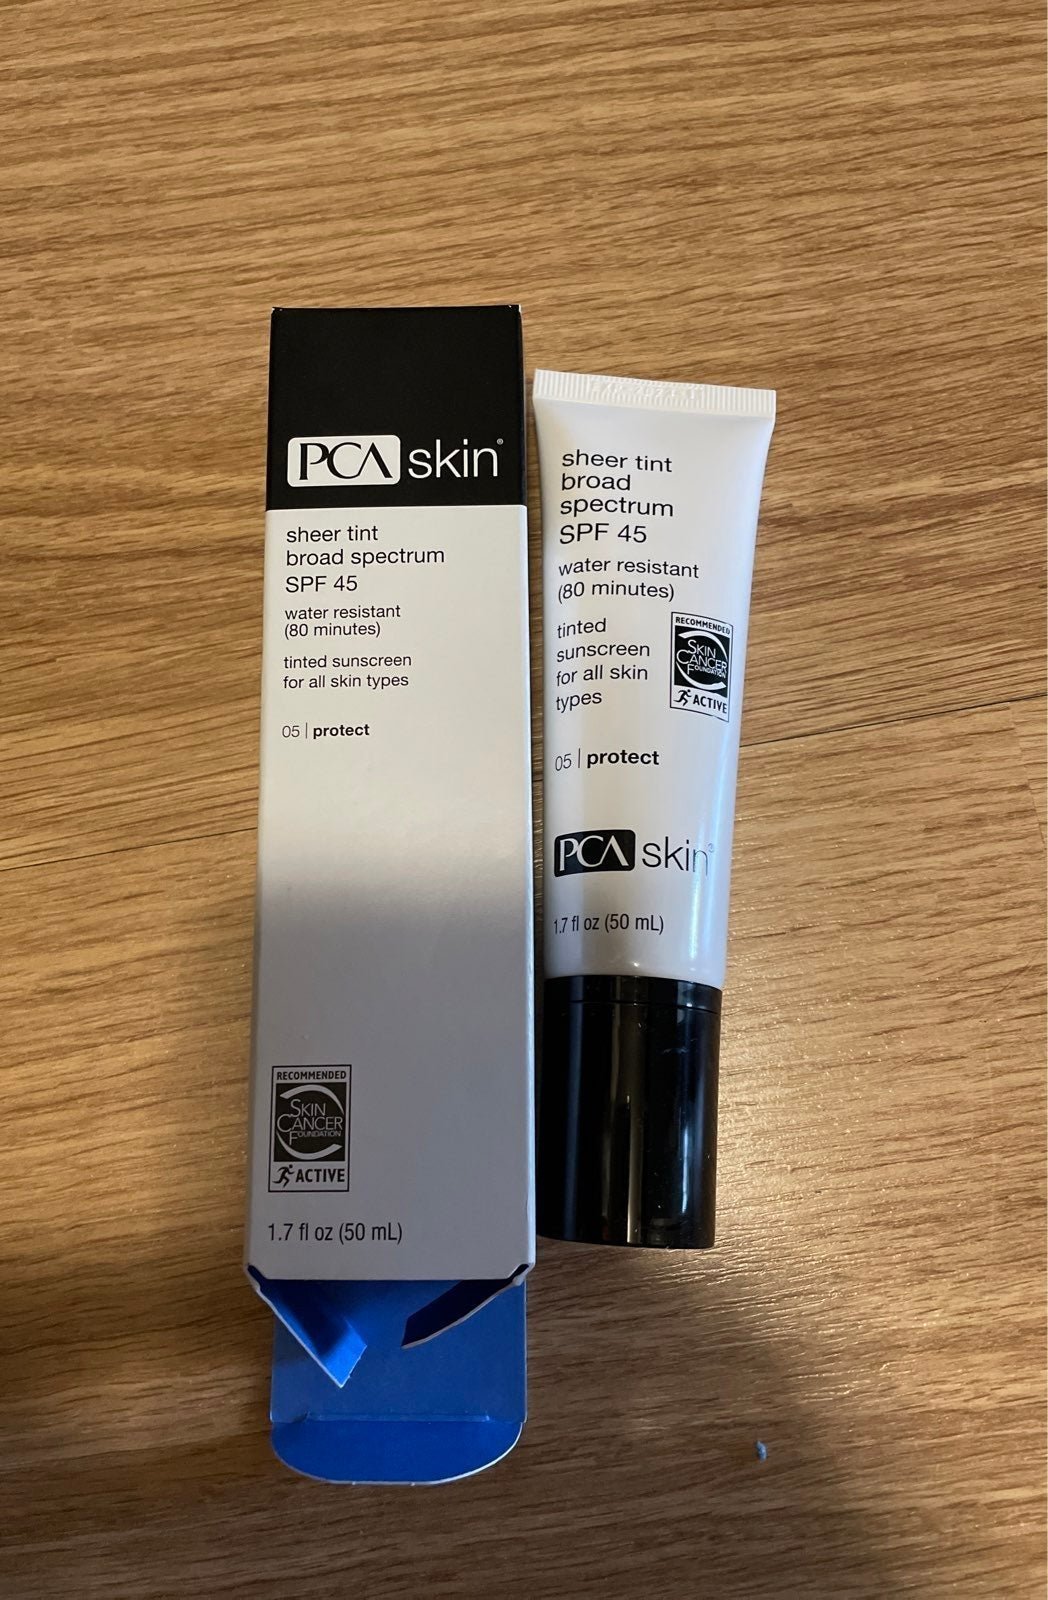 PCA skin®
sheer tint
broad spectrum
SPF 45
water resistant
(80 minutes)
tinted sunscreen
for all skin types
05 | protect
RECOMMENDED
SKIN
CANCER
FOUNDATION
ACTIVE
1.7 fl oz (50 mL)
sheer tint
broad
spectrum
SPF 45
water resistant
(80 minutes)
tinted
sunscreen
for all skin
types
RECOMMENDED
SKIN
CANCER
FOUNDATION
ACTIVE
05 | protect
PCA skin®
1.7 fl oz (50 mL)